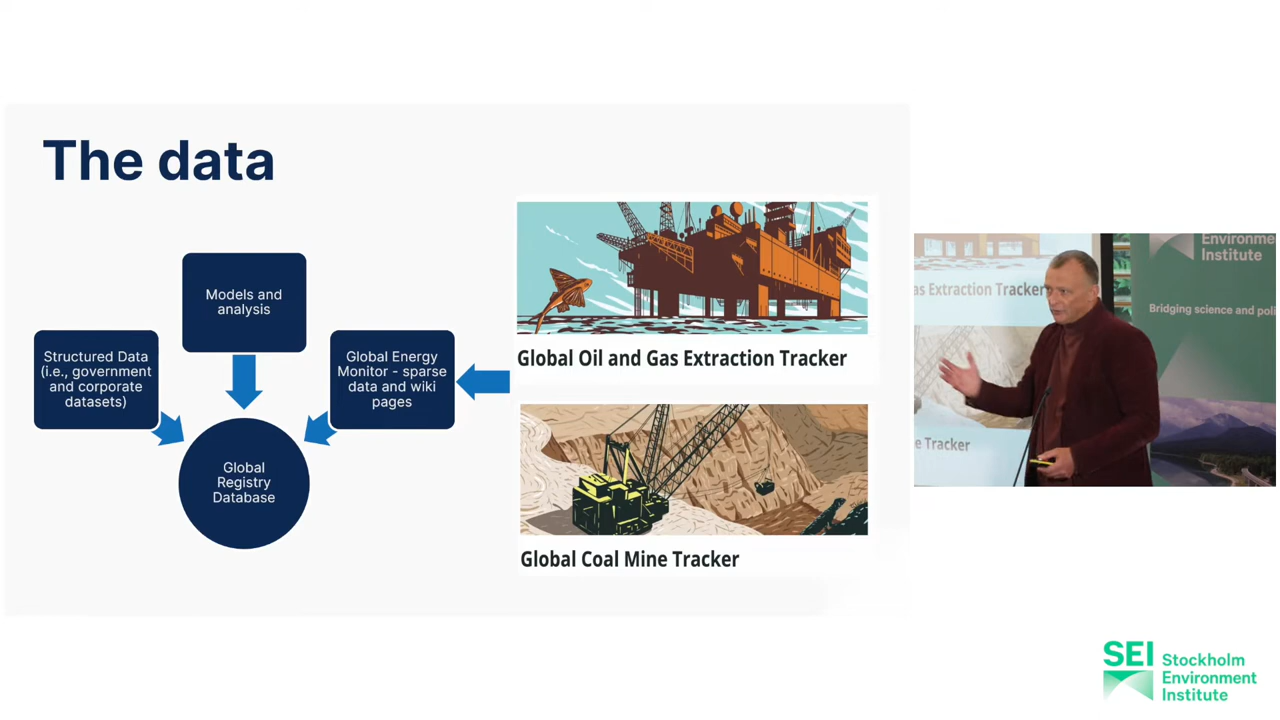 The data
Models and
analysis
Structured Data
(i.e., government
and corporate
datasets)
Global Energy
Monitor - sparse
data and wiki
pages
Global
Registry
Database
Global Oil and Gas Extraction Tracker
Global Coal Mine Tracker
as Extraction Tracker
e Tracker
Environment
Institute
Bridging science and poli
SEI Stockholm
Environment
Institute